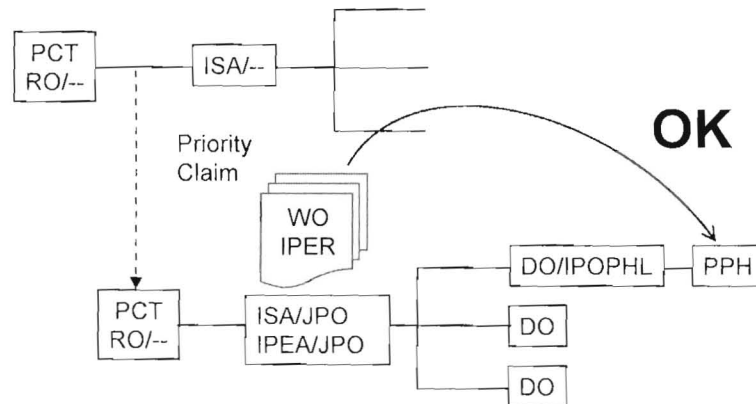 PCT
RO/--
ISA/--
OK
Priority
Claim
WO
IPER
DO/IPOPHL
PPH
PCT
RO/--
ISA/JPO
IPEA/JPO
DO
DO